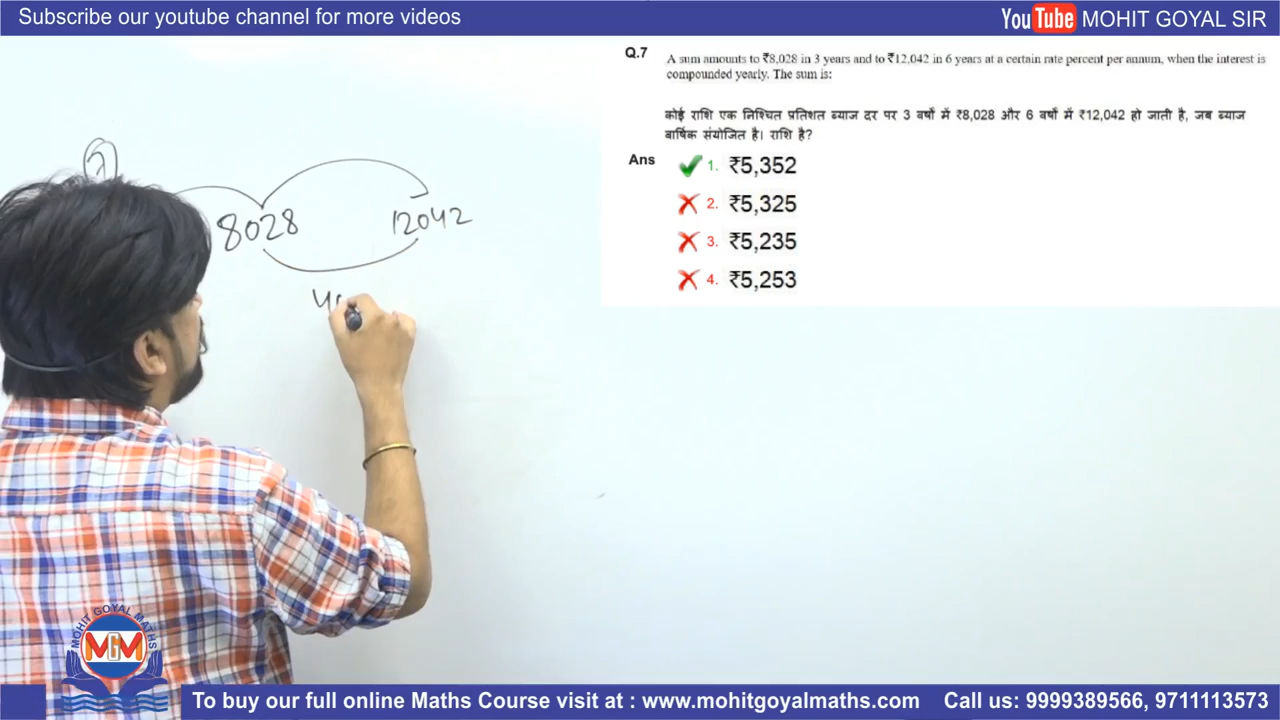 Subscribe our youtube channel for more videos
YouTube MOHIT GOYAL SIR
Q.7
A sum amounts to ₹8,028 in 3 years and to ₹12,042 in 6 years at a certain rate percent per annum, when the interest is
compounded yearly. The sum is:
कोई राशि एक निश्चित प्रतिशत ब्याज दर पर 3 वर्षों में ₹8,028 और 6 वर्षों में ₹12,042 हो जाती है, जब ब्याज
वार्षिक संयोजित है। राशि है?
Ans
1. ₹5,352
2. ₹5,325
3. ₹5,235
4. ₹5,253
8028 12042
MOHIT GOYAL MATHS
MGM
To buy our full online Maths Course visit at : www.mohitgoyalmaths.com Call us: 9999389566, 9711113573